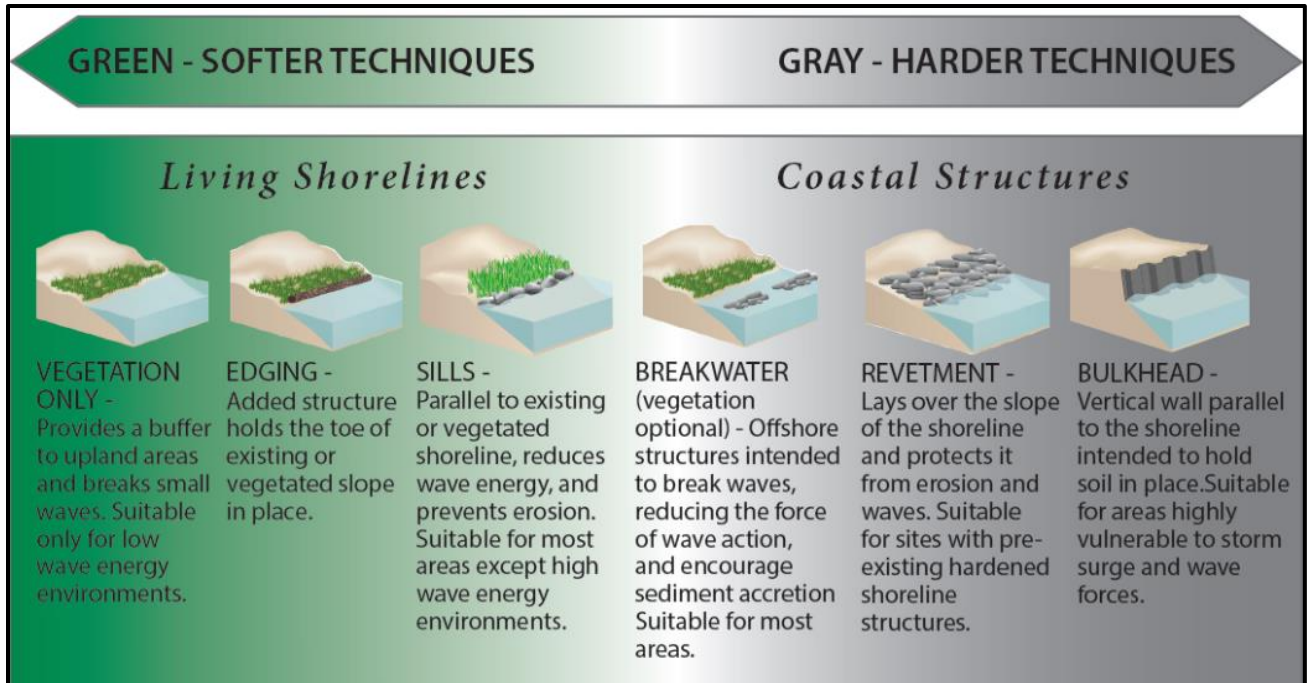 GREEN - SOFTER TECHNIQUES
GRAY - HARDER TECHNIQUES
Living Shorelines
Coastal Structures
VEGETATION
ONLY -
Provides a buffer
to upland areas
and breaks small
waves. Suitable
only for low
wave energy
environments.
EDGING -
Added structure
holds the toe of
existing or
vegetated slope
in place.
SILLS -
Parallel to existing
or vegetated
shoreline, reduces
wave energy, and
prevents erosion.
Suitable for most
areas except high
wave energy
environments.
BREAKWATER
(vegetation
optional) - Offshore
structures intended
to break waves,
reducing the force
of wave action,
and encourage
sediment accretion
Suitable for most
areas.
REVETMENT -
Lays over the slope
of the shoreline
and protects it
from erosion and
waves. Suitable
for sites with pre-
existing hardened
shoreline
structures.
BULKHEAD -
Vertical wall parallel
to the shoreline
intended to hold
soil in place.Suitable
for areas highly
vulnerable to storm
surge and wave
forces.